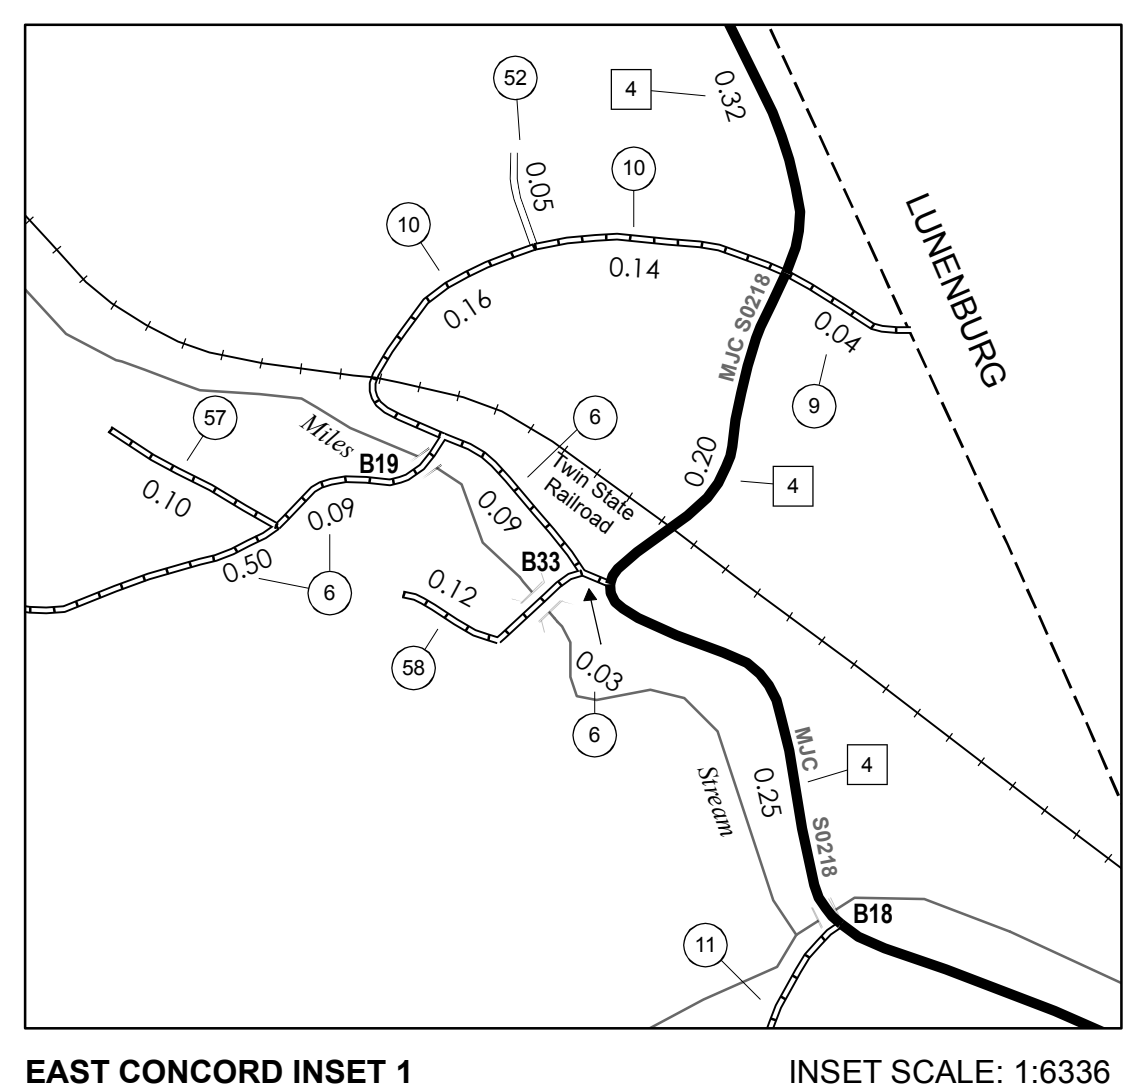 52
4
0.32
10
0.05
10
LUNENBURG
0.14
MJC S0218
0.16
0.04
9
57
Miles
6
B19
0.20
4
Twin State
Railroad
0.10
0.09
0.09
B33
0.50
6
0.12
58
0.03
6
MJC
4
Stream
0.25
S0218
B18
11
EAST CONCORD INSET 1
INSET SCALE: 1:6336